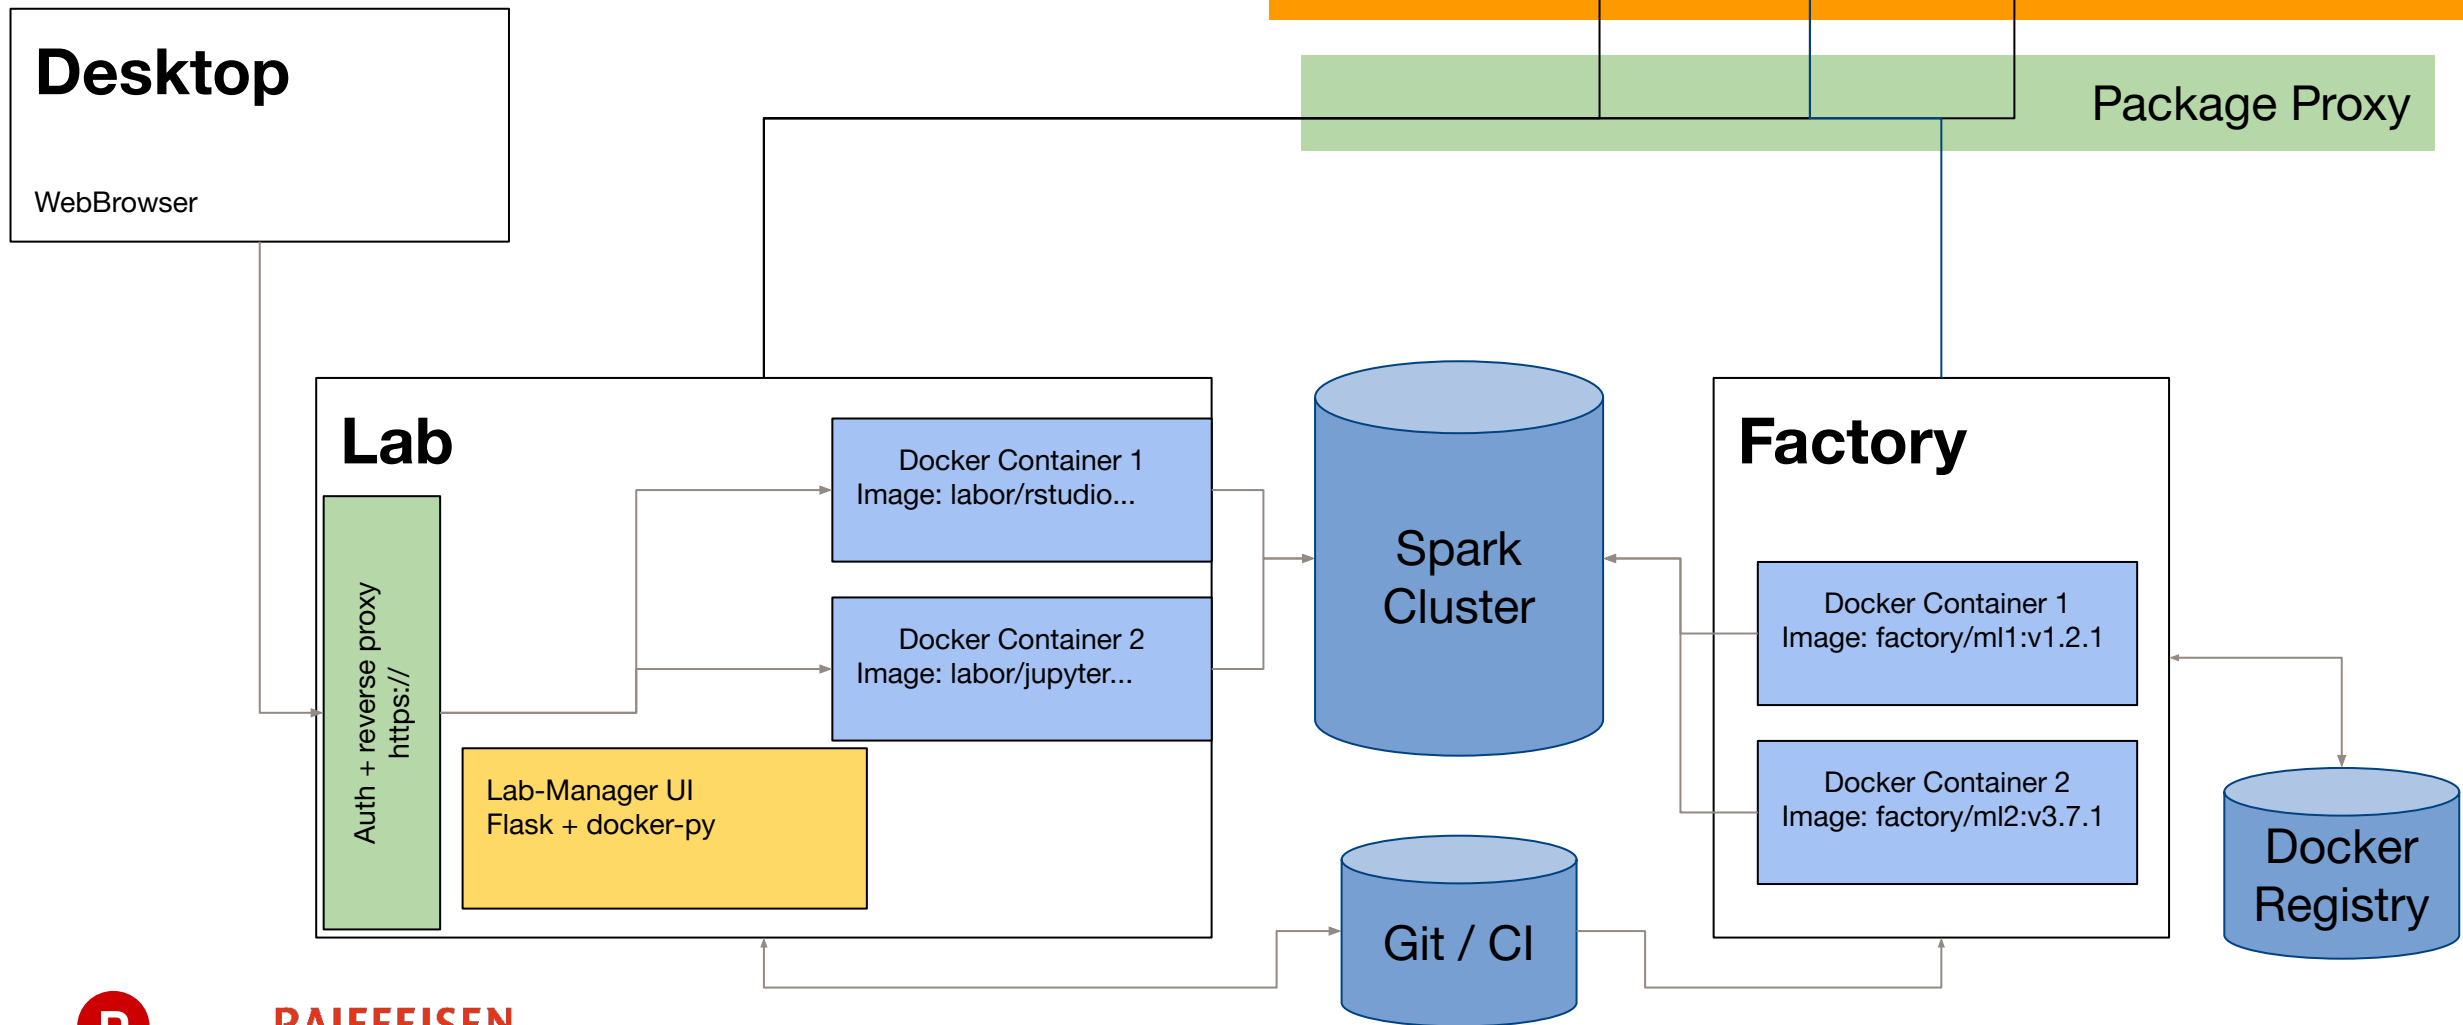 Desktop
WebBrowser
Package Proxy
Lab
Auth + reverse proxy
https://
Docker Container 1
Image: labor/rstudio...
Docker Container 2
Image: labor/jupyter...
Lab-Manager UI
Flask + docker-py
Spark
Cluster
Git / CI
Factory
Docker Container 1
Image: factory/ml1:v1.2.1
Docker Container 2
Image: factory/ml2:v3.7.1
Docker
Registry
RAIFFEISEN